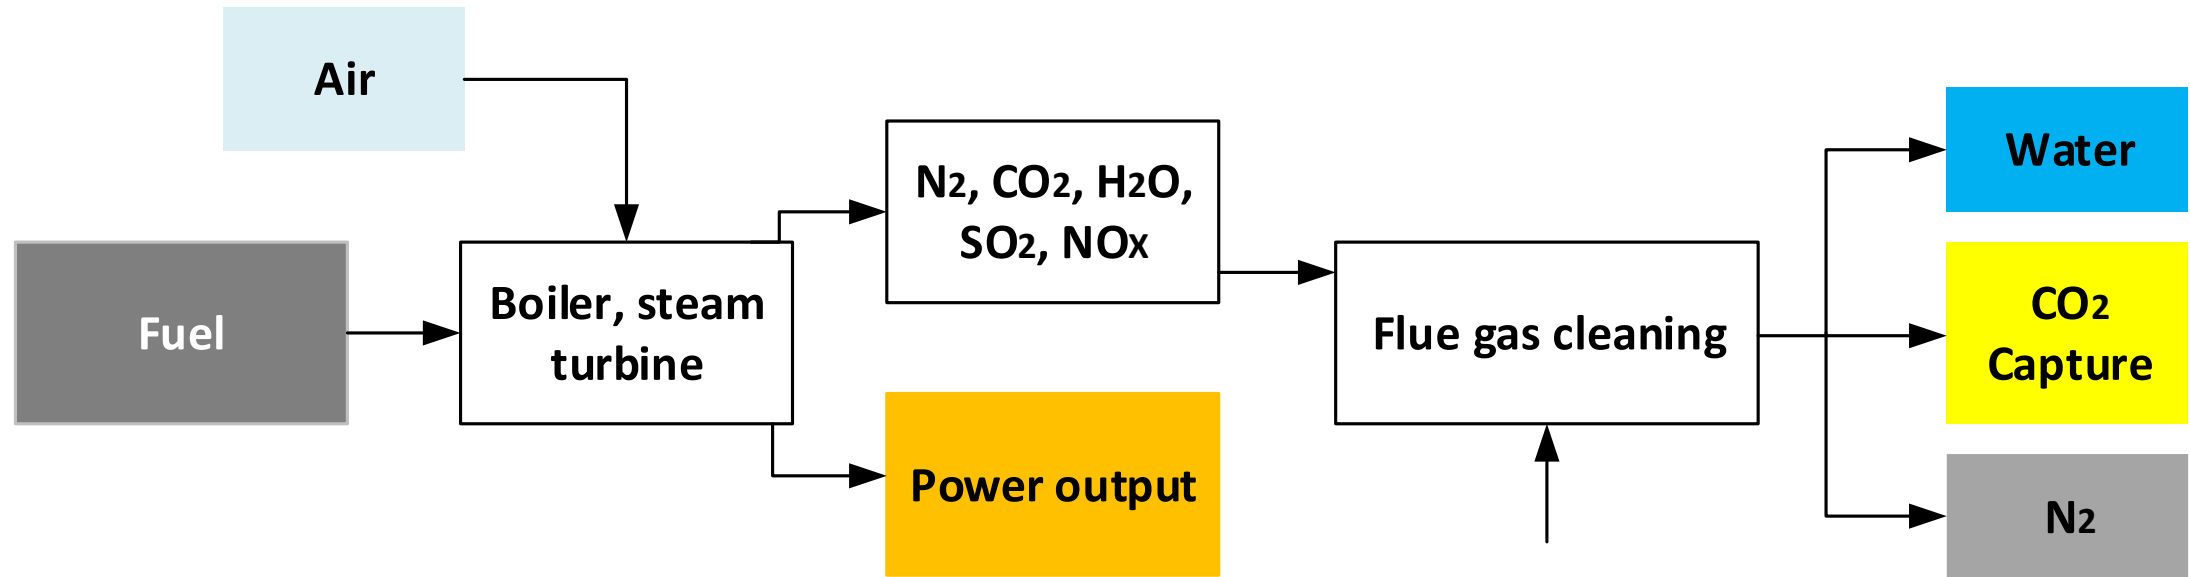 Air
Fuel
Boiler, steam
turbine
N2, CO2, H2O,
SO2, NOX
Power output
Flue gas cleaning
Water
CO2
Capture
N2